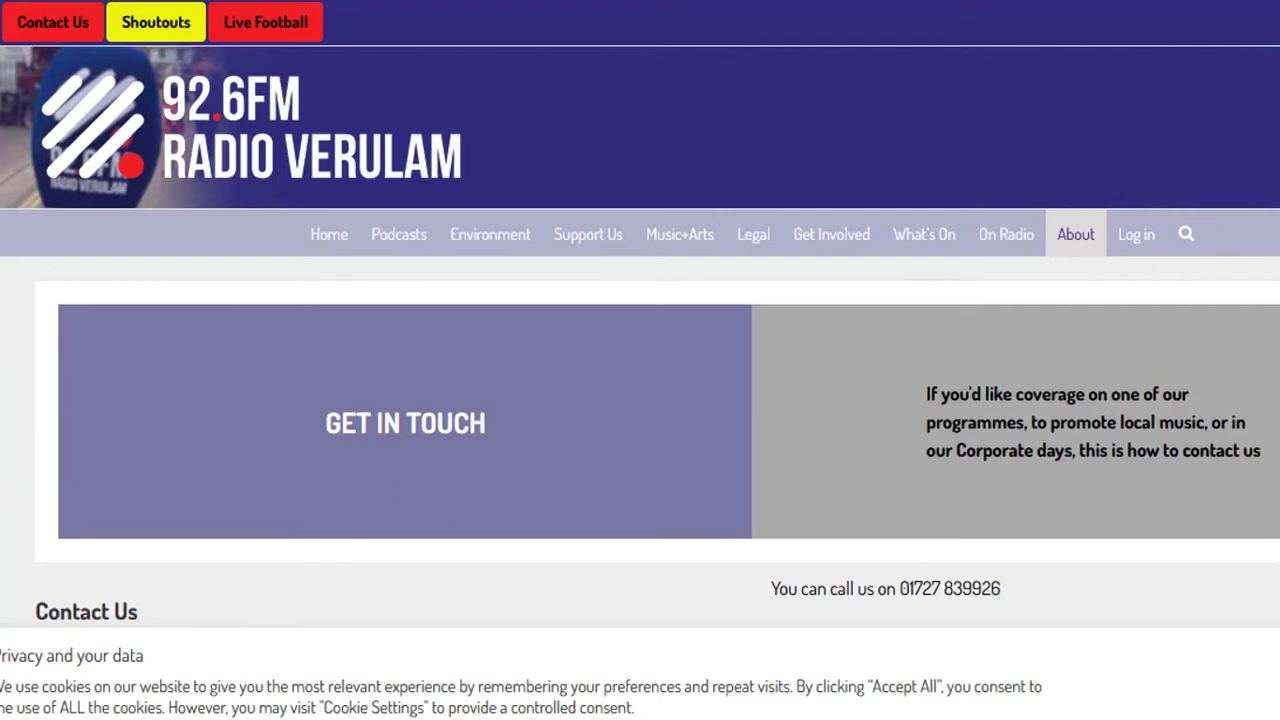 Contact Us
Shoutouts
Live Football
92.6FM
RADIO VERULAM
RADIO VERULAM
Home
Podcasts
Environment
Support Us
Music+Arts
Legal
Get Involved
What's On
On Radio
About
Log in
GET IN TOUCH
If you'd like coverage on one of our
programmes, to promote local music, or in
our Corporate days, this is how to contact us
You can call us on 01727 839926
Contact Us
Privacy and your data
We use cookies on our website to give you the most relevant experience by remembering your preferences and repeat visits. By clicking “Accept All”, you consent to
the use of ALL the cookies. However, you may visit "Cookie Settings" to provide a controlled consent.